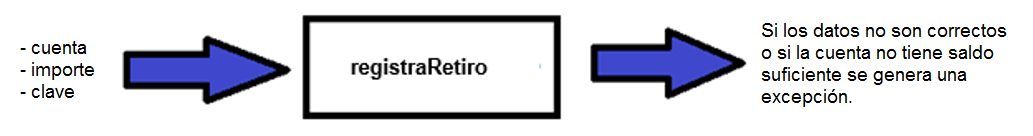 - cuenta
- importe
- clave
registraRetiro
Si los datos no son correctos
o si la cuenta no tiene saldo
suficiente se genera una
excepción.